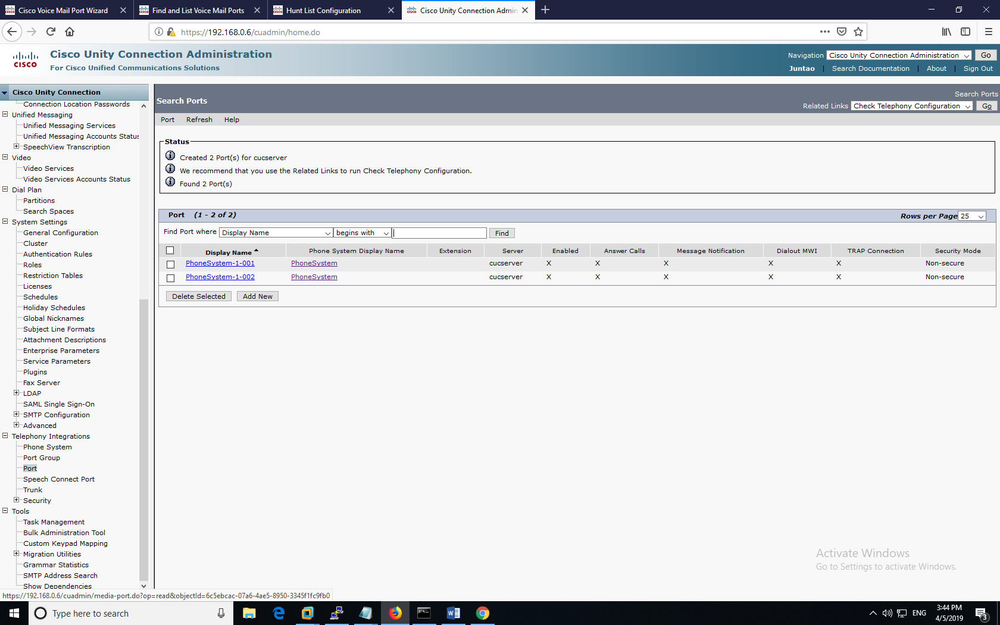 Cisco Voice Mail Port Wizard
Find and List Voice Mail Ports
Hunt List Configuration
Cisco Unity Connection Admin
https://192.168.0.6/cuadmin/home.do
CISCO
Cisco Unity Connection Administration
For Cisco Unified Communications Solutions
Navigation Cisco Unity Connection Administration Go
Juntao | Search Documentation | About | Sign Out
Cisco Unity Connection
Connection Location Passwords
Unified Messaging
Unified Messaging Services
Unified Messaging Accounts Status
SpeechView Transcription
Video
Video Services
Video Services Accounts Status
Dial Plan
Partitions
Search Spaces
System Settings
General Configuration
Cluster
Authentication Rules
Roles
Restriction Tables
Licenses
Schedules
Holiday Schedules
Global Nicknames
Subject Line Formats
Attachment Descriptions
Enterprise Parameters
Service Parameters
Plugins
Fax Server
LDAP
SAML Single Sign-On
SMTP Configuration
Advanced
Telephony Integrations
Phone System
Port Group
Port
Speech Connect Port
Trunk
Security
Tools
Task Management
Bulk Administration Tool
Custom Keypad Mapping
Migration Utilities
Grammar Statistics
SMTP Address Search
Show Dependencies
Search Ports
Search Ports
Related Links Check Telephony Configuration Go
Port Refresh Help
Status
Created 2 Port(s) for cucserver
We recommend that you use the Related Links to run Check Telephony Configuration.
Found 2 Port(s)
Port (1 - 2 of 2)
Rows per Page 25
Find Port where Display Name begins with Find
Display Name Phone System Display Name Extension Server Enabled Answer Calls Message Notification Dialout MWI TRAP Connection Security Mode
PhoneSystem-1-001 PhoneSystem cucserver X X X X X Non-secure
PhoneSystem-1-002 PhoneSystem cucserver X X X X X Non-secure
Delete Selected Add New
Activate Windows
Go to Settings to activate Windows.
https://192.168.0.6/cuadmin/media-port.do?op=read&objectId=6c5ebcac-07a6-4ae5-8950-3345f1fc9fb0
Type here to search
ENG
3:44 PM
4/5/2019
3